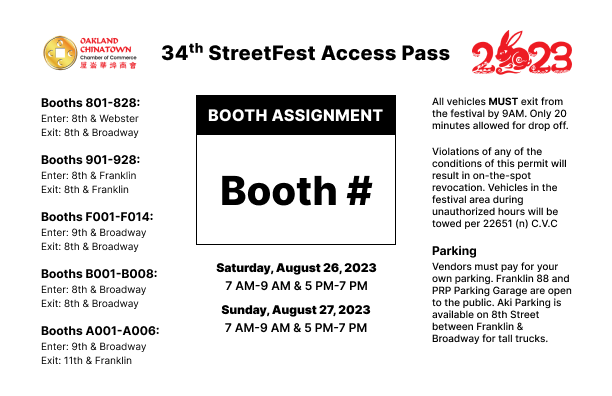 OAKLAND
CHINATOWN
Chamber of Commerce
屋崙華埠商會
34th StreetFest Access Pass
2023
Booths 801-828:
Enter: 8th & Webster
Exit: 8th & Broadway
Booths 901-928:
Enter: 8th & Franklin
Exit: 8th & Franklin
Booths F001-F014:
Enter: 9th & Broadway
Exit: 8th & Broadway
Booths B001-B008:
Enter: 8th & Broadway
Exit: 8th & Broadway
Booths A001-A006:
Enter: 9th & Broadway
Exit: 11th & Franklin
BOOTH ASSIGNMENT
Booth #
Saturday, August 26, 2023
7 AM-9 AM & 5 PM-7 PM
Sunday, August 27, 2023
7 AM-9 AM & 5 PM-7 PM
All vehicles MUST exit from
the festival by 9AM. Only 20
minutes allowed for drop off.
Violations of any of the
conditions of this permit will
result in on-the-spot
revocation. Vehicles in the
festival area during
unauthorized hours will be
towed per 22651 (n) C.V.C
Parking
Vendors must pay for your
own parking. Franklin 88 and
PRP Parking Garage are open
to the public. Aki Parking is
available on 8th Street
between Franklin &
Broadway for tall trucks.